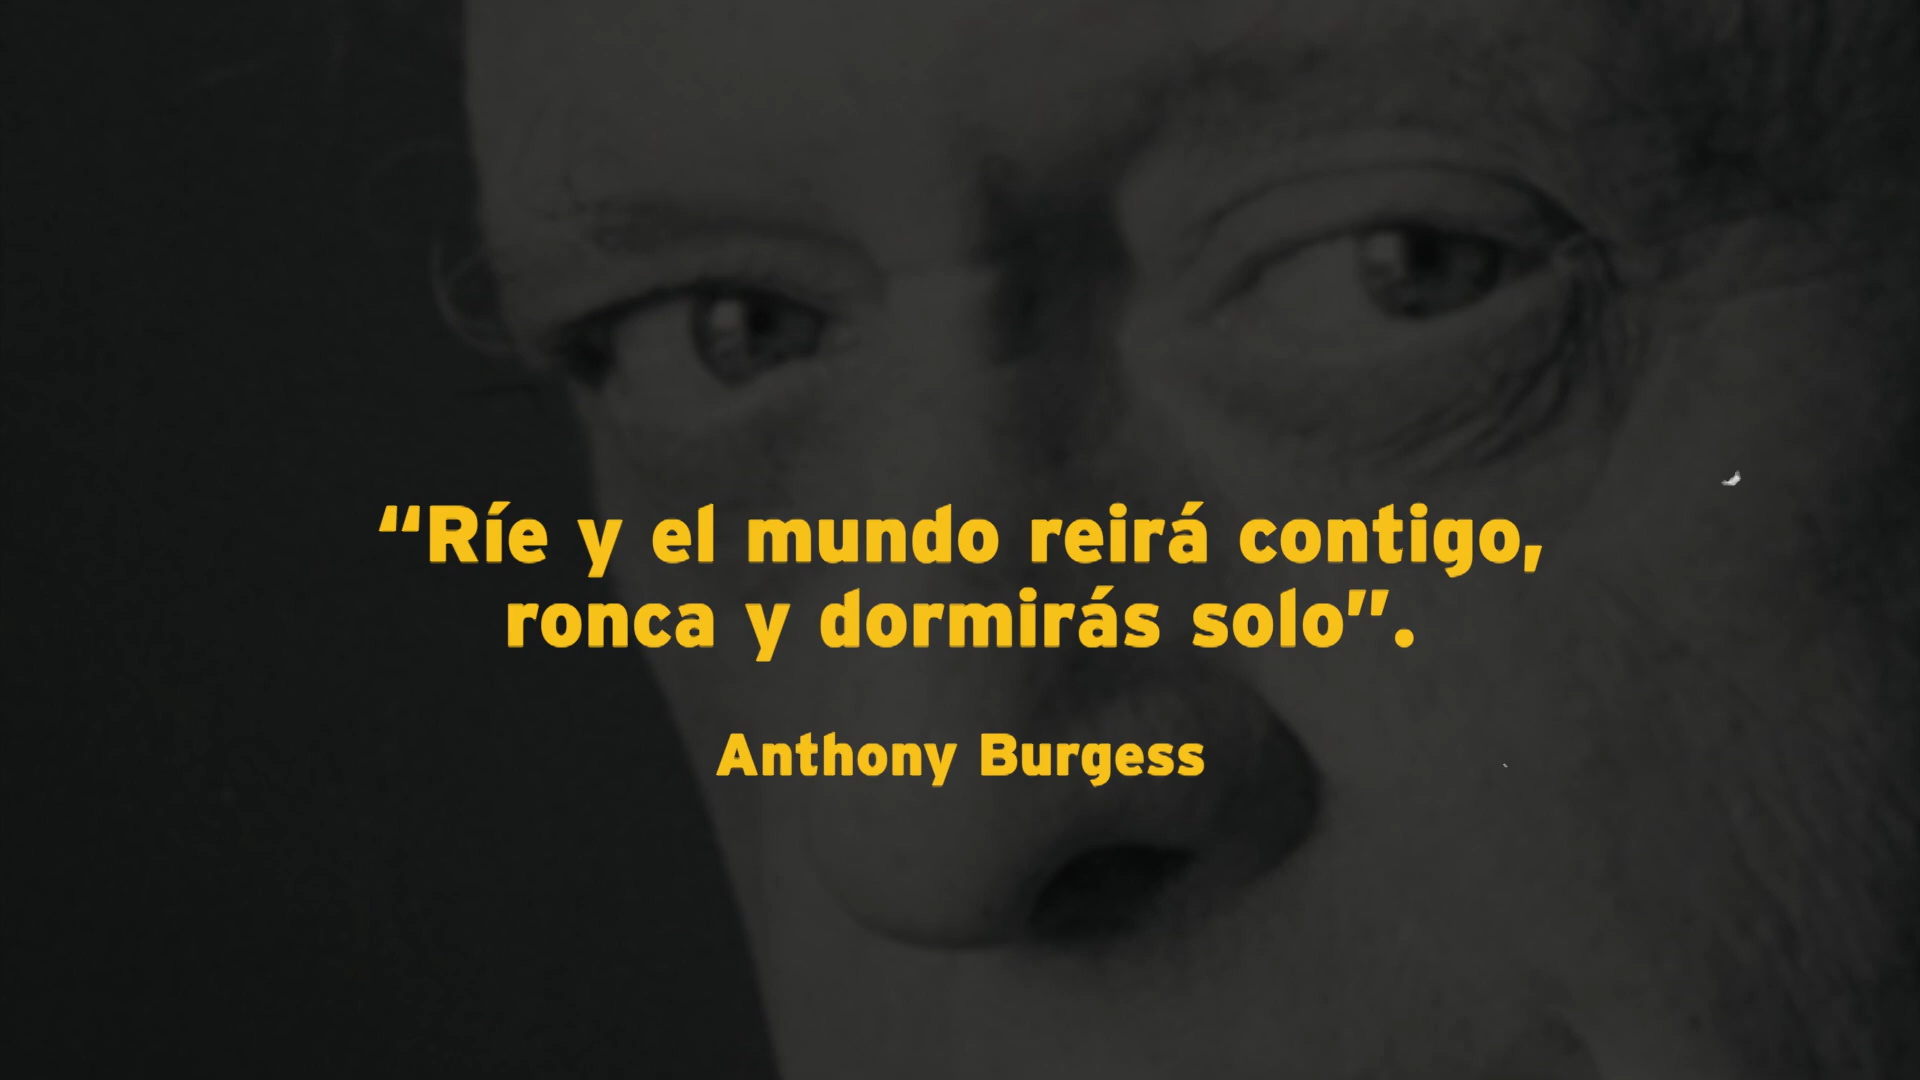 “Ríe y el mundo reirá contigo,
ronca y dormirás solo”.
Anthony Burgess